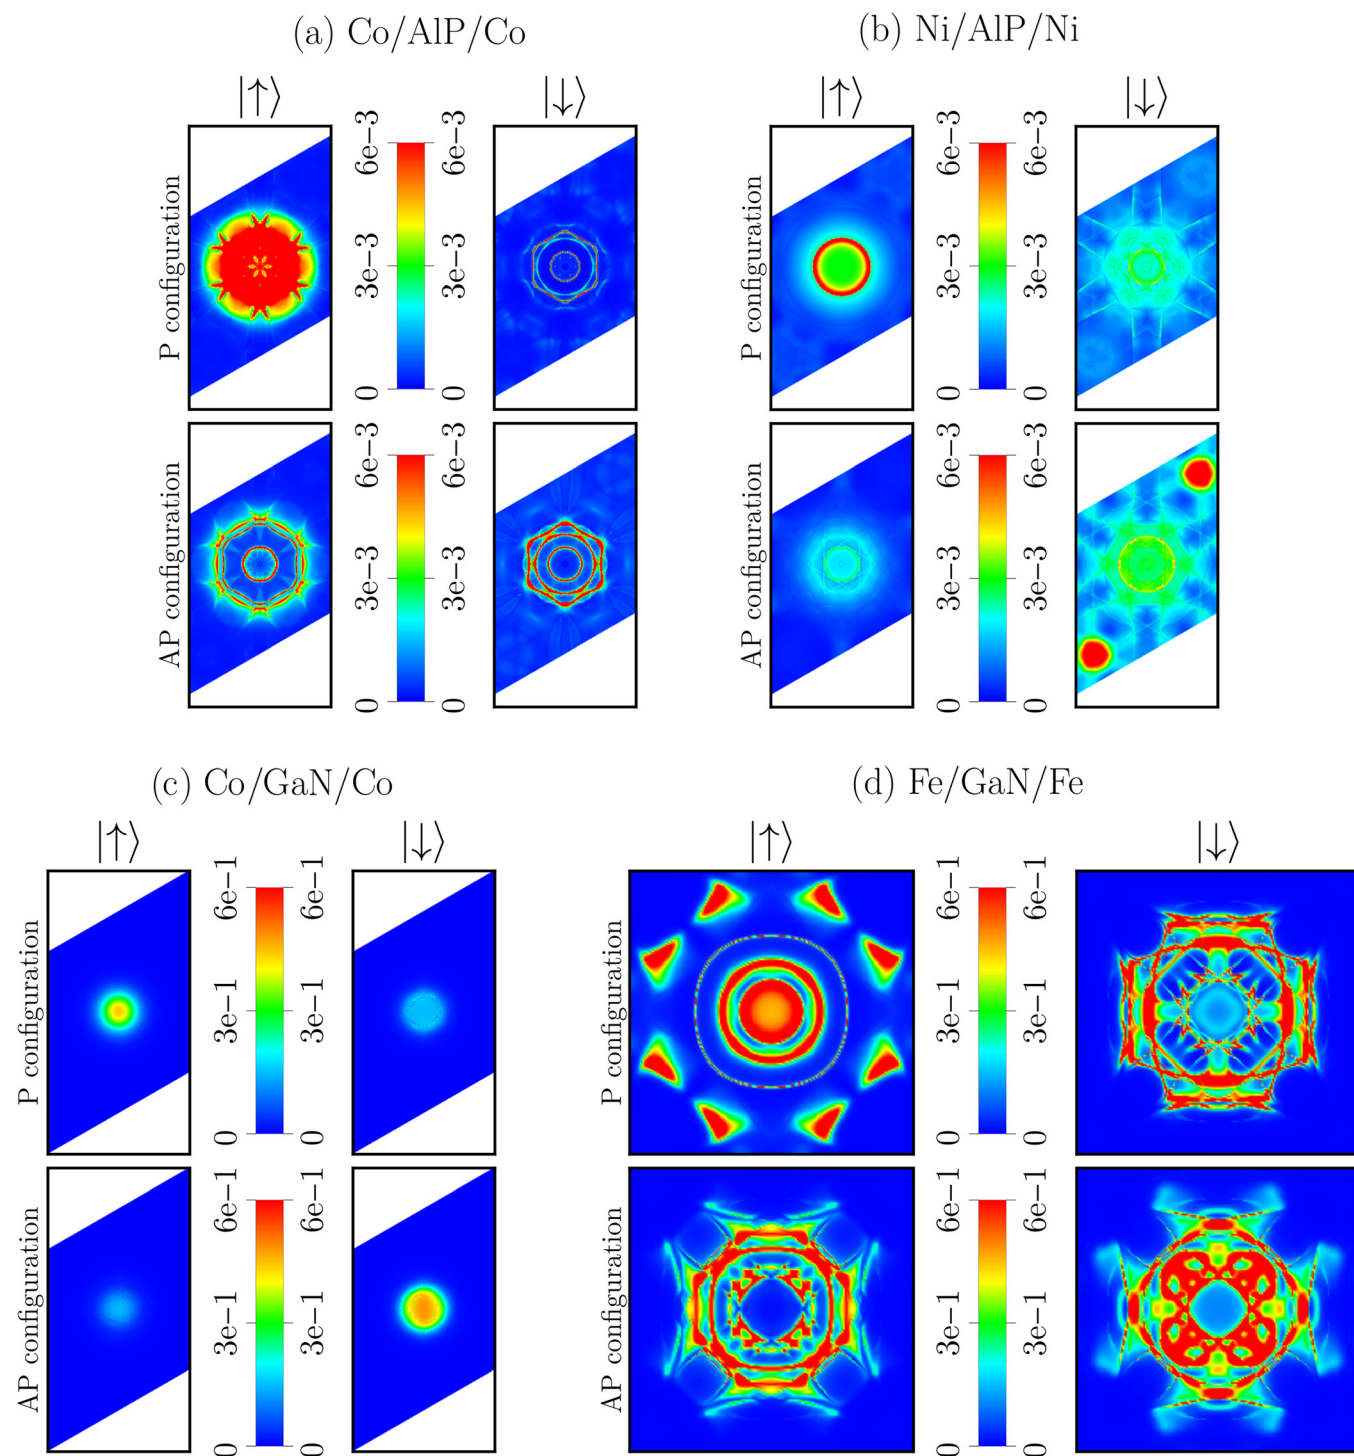 (a) Co/AlP/Co
(b) Ni/AlP/Ni
|↑⟩
|↓⟩
|↑⟩
|↓⟩
P configuration
0
3e−3
6e−3
0
3e−3
6e−3
0
3e−3
6e−3
0
3e−3
6e−3
P configuration
AP configuration
0
3e−3
6e−3
0
3e−3
6e−3
AP configuration
0
3e−3
6e−3
0
3e−3
6e−3
(c) Co/GaN/Co
(d) Fe/GaN/Fe
|↑⟩
|↓⟩
|↑⟩
|↓⟩
P configuration
0
3e−1
6e−1
0
3e−1
6e−1
P configuration
0
3e−1
6e−1
0
3e−1
6e−1
AP configuration
0
3e−1
6e−1
0
3e−1
6e−1
AP configuration
0
3e−1
6e−1
0
3e−1
6e−1